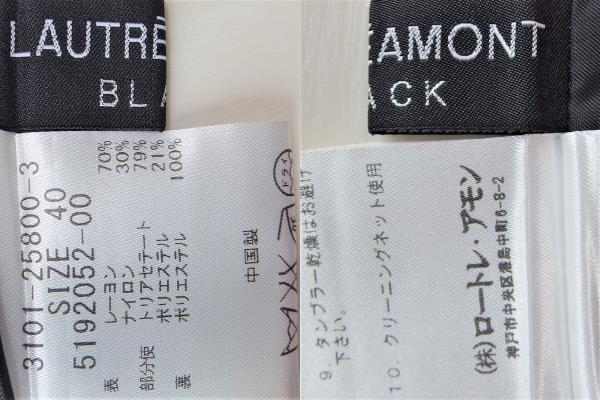 LAUTRÉ
BLA
3101-25800-3
SIZE 40
5192052-00
表 レーヨン 70%
ナイロン 30%
部分使 トリアセテート 79%
ポリエステル 21%
裏 ポリエステル 100%
中国製
ドライ
ÉAMONT
ACK
9. タンブラー乾燥はお避け
下さい。
10. クリーニングネット使用
(株)ロートレ・アモン
神戸市中央区港島中町6-8-2